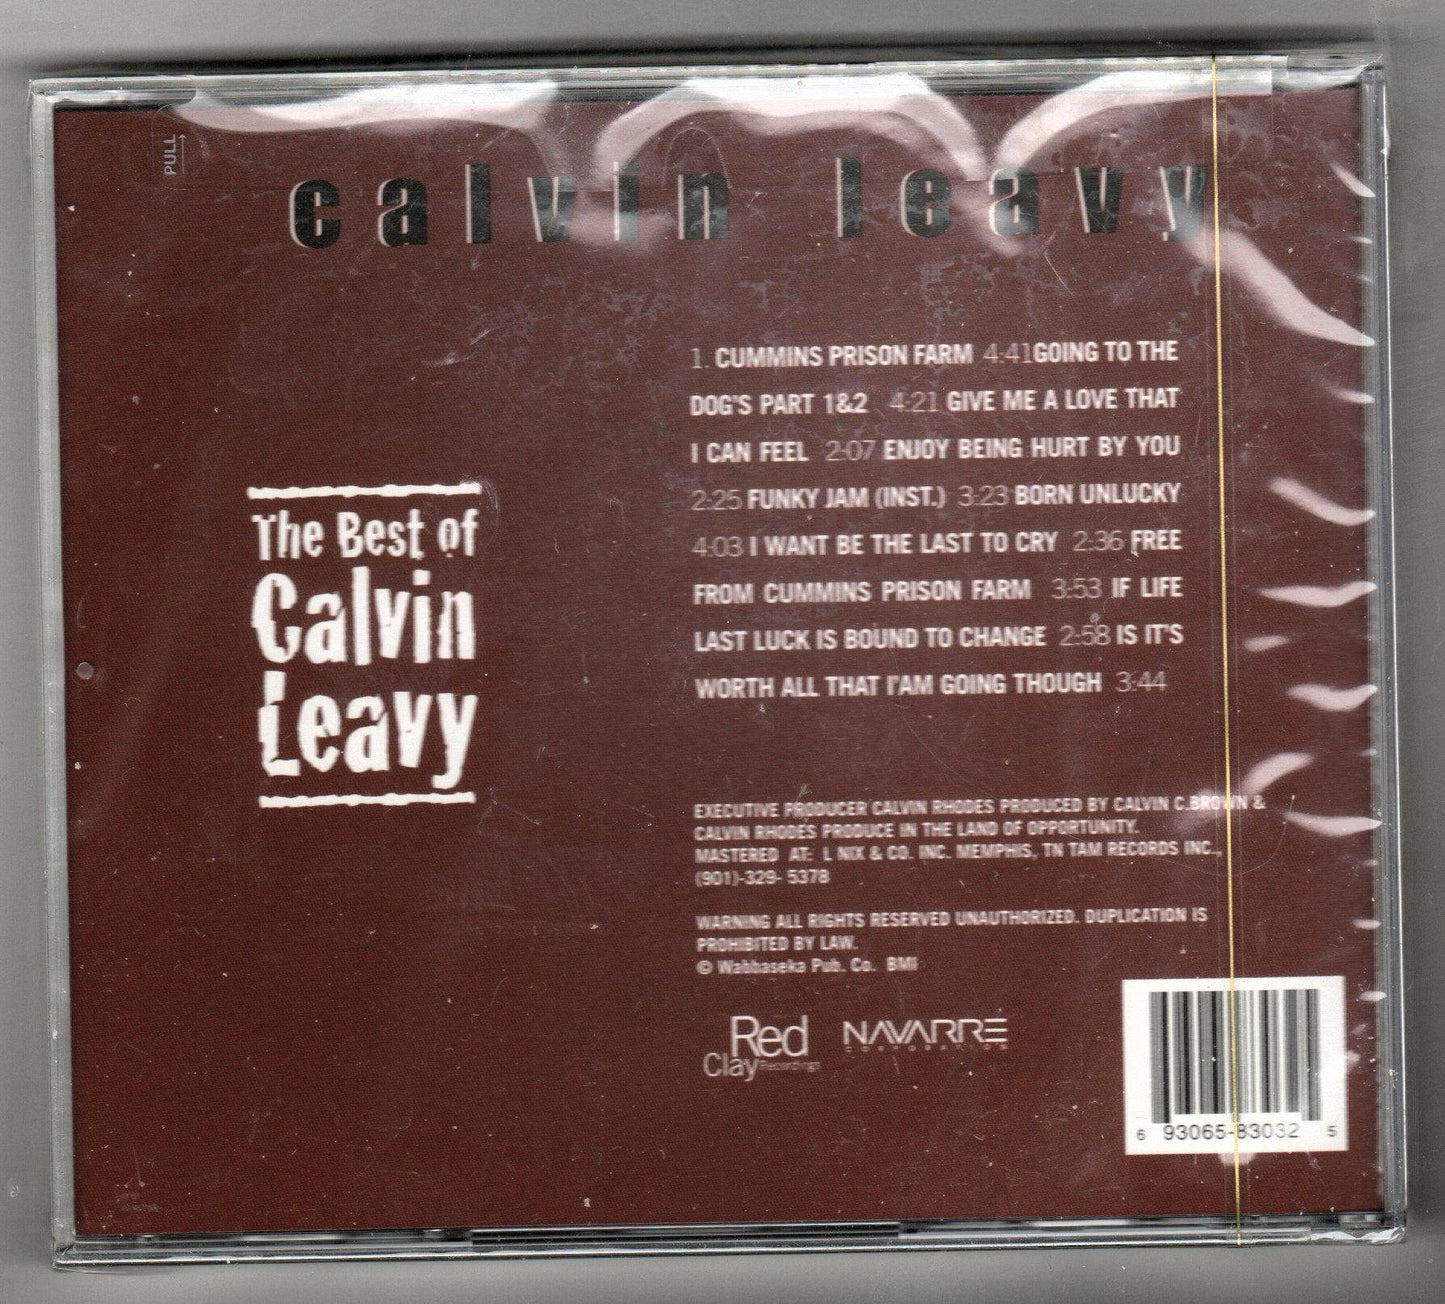 PULL
calvin leavy
1. CUMMINS PRISON FARM 4:41GOING TO THE
DOG'S PART 1&2 4:21 GIVE ME A LOVE THAT
I CAN FEEL 2:07 ENJOY BEING HURT BY YOU
2:25 FUNKY JAM (INST.) 3:23 BORN UNLUCKY
4:03 I WANT BE THE LAST TO CRY 2:36 FREE
FROM CUMMINS PRISON FARM 3:53 IF LIFE
LAST LUCK IS BOUND TO CHANGE 2:58 IS IT'S
WORTH ALL THAT I'AM GOING THOUGH 3:44
The Best of
Calvin
Leavy
EXECUTIVE PRODUCER CALVIN RHODES PRODUCED BY CALVIN C.BROWN &
CALVIN RHODES PRODUCE IN THE LAND OF OPPORTUNITY.
MASTERED AT: L NIX & CO. INC. MEMPHIS, TN TAM RECORDS INC.,
(901)-329- 5378
WARNING ALL RIGHTS RESERVED UNAUTHORIZED. DUPLICATION IS
PROHIBITED BY LAW.
© Wabbaseka Pub. Co. BMI
Red
Clay Recordings
NAVARRE
CORPORATION
6 93065-83032 5